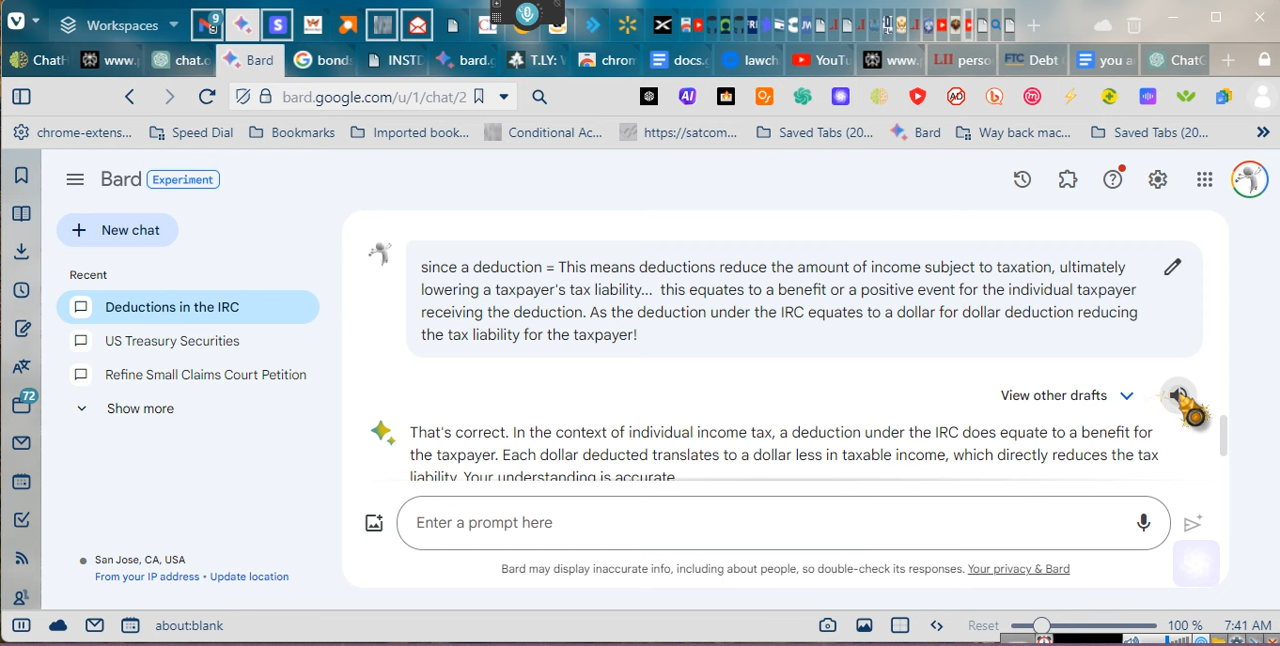 Workspaces
9
ChatH
www.
chat.c
Bard
bonds
INSTD
bard.g
T.LY:
chrom
docs.g
lawch
YouTu
www.
LII perso
FTC Debt
you a
ChatG
bard.google.com/u/1/chat/2
chrome-extens...
Speed Dial
Bookmarks
Imported book...
Conditional Ac...
https://satcom...
Saved Tabs (20...
Bard
Way back mac...
Saved Tabs (20...
Bard Experiment
New chat
Recent
Deductions in the IRC
US Treasury Securities
Refine Small Claims Court Petition
Show more
72
San Jose, CA, USA
From your IP address • Update location
since a deduction = This means deductions reduce the amount of income subject to taxation, ultimately
lowering a taxpayer's tax liability... this equates to a benefit or a positive event for the individual taxpayer
receiving the deduction. As the deduction under the IRC equates to a dollar for dollar deduction reducing
the tax liability for the taxpayer!
View other drafts
That's correct. In the context of individual income tax, a deduction under the IRC does equate to a benefit for
the taxpayer. Each dollar deducted translates to a dollar less in taxable income, which directly reduces the tax
liability. Your understanding is accurate
Enter a prompt here
Bard may display inaccurate info, including about people, so double-check its responses. Your privacy & Bard
about:blank
Reset
100 %
7:41 AM